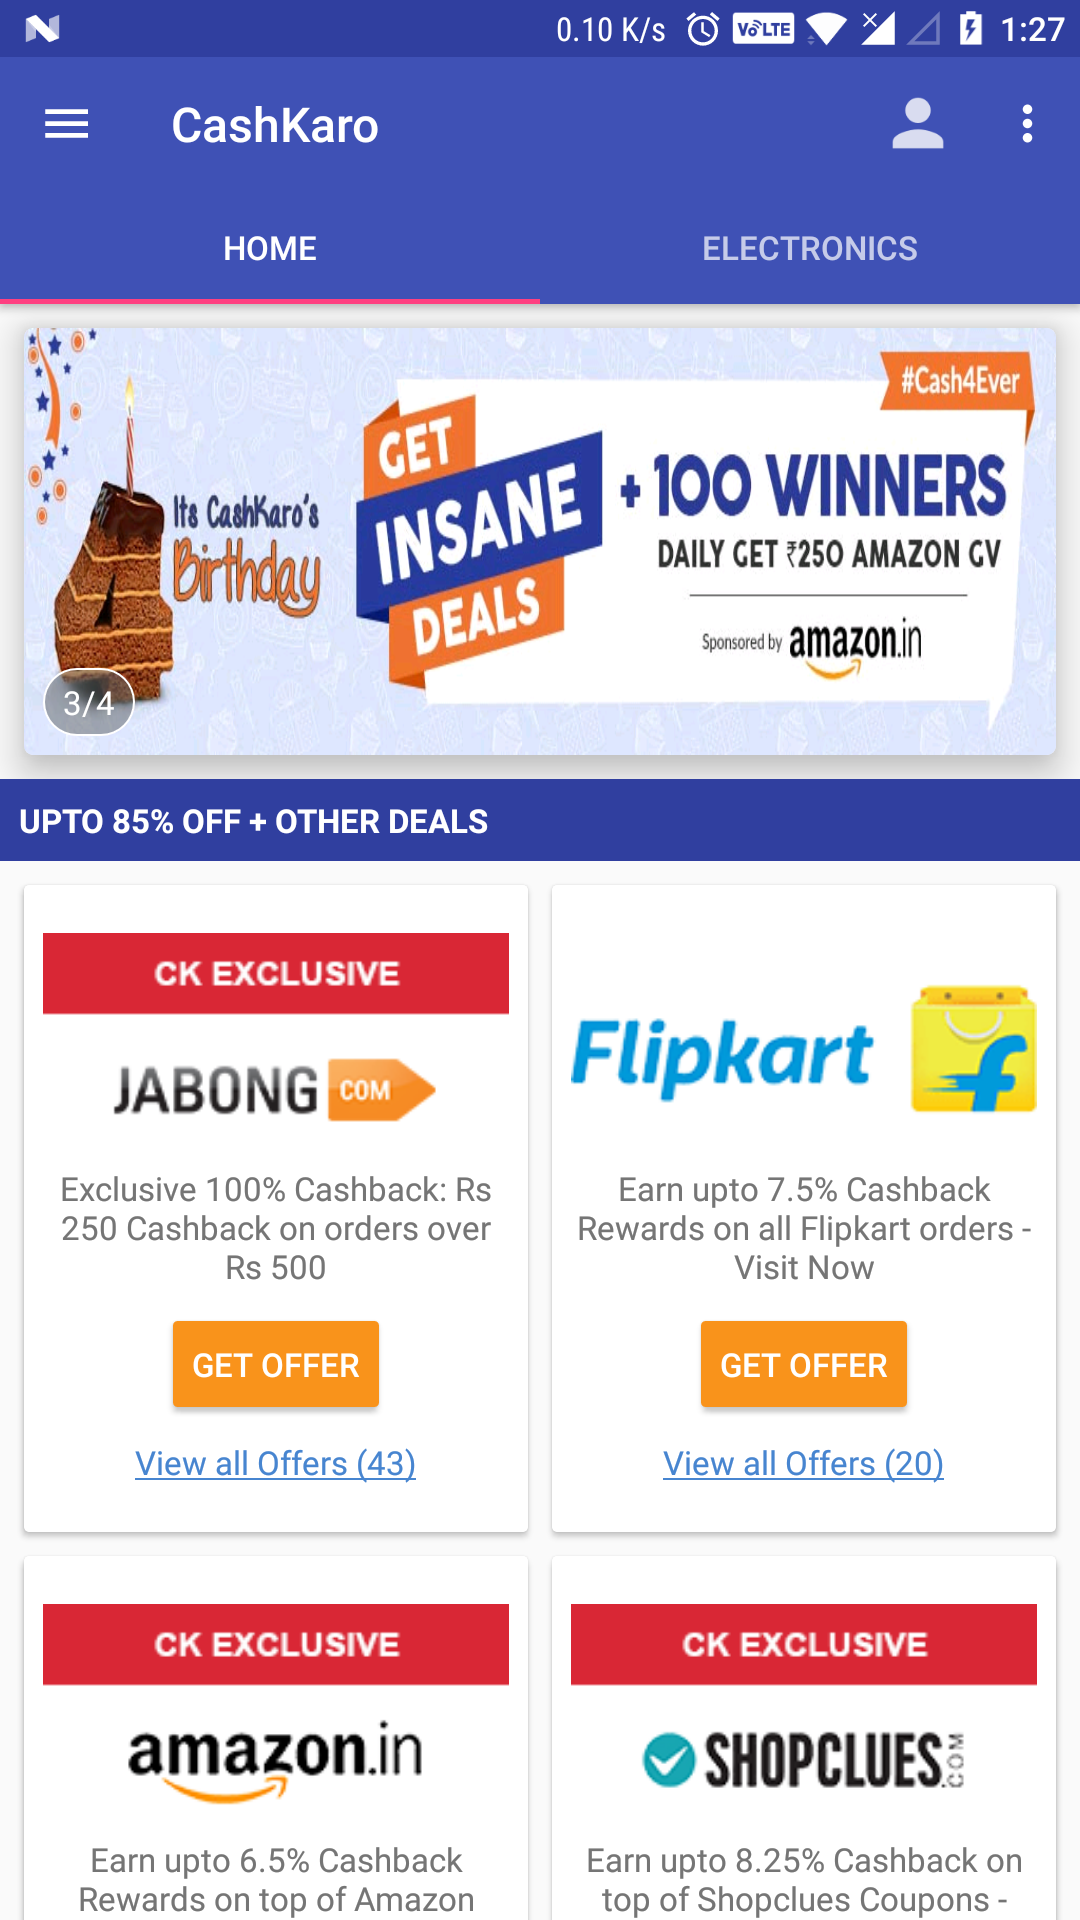 0.10 K/s VoLTE 1:27
CashKaro
HOME ELECTRONICS
#Cash4Ever
Its CashKaro's
Birthday
GET
INSANE
DEALS
+ 100 WINNERS
DAILY GET ₹250 AMAZON GV
Sponsored by amazon.in
3/4
UPTO 85% OFF + OTHER DEALS
CK EXCLUSIVE
JABONG COM
Exclusive 100% Cashback: Rs
250 Cashback on orders over
Rs 500
GET OFFER
View all Offers (43)
Flipkart f
Earn upto 7.5% Cashback
Rewards on all Flipkart orders -
Visit Now
GET OFFER
View all Offers (20)
CK EXCLUSIVE
amazon.in
Earn upto 6.5% Cashback
Rewards on top of Amazon
CK EXCLUSIVE
SHOPCLUES.COM
Earn upto 8.25% Cashback on
top of Shopclues Coupons -